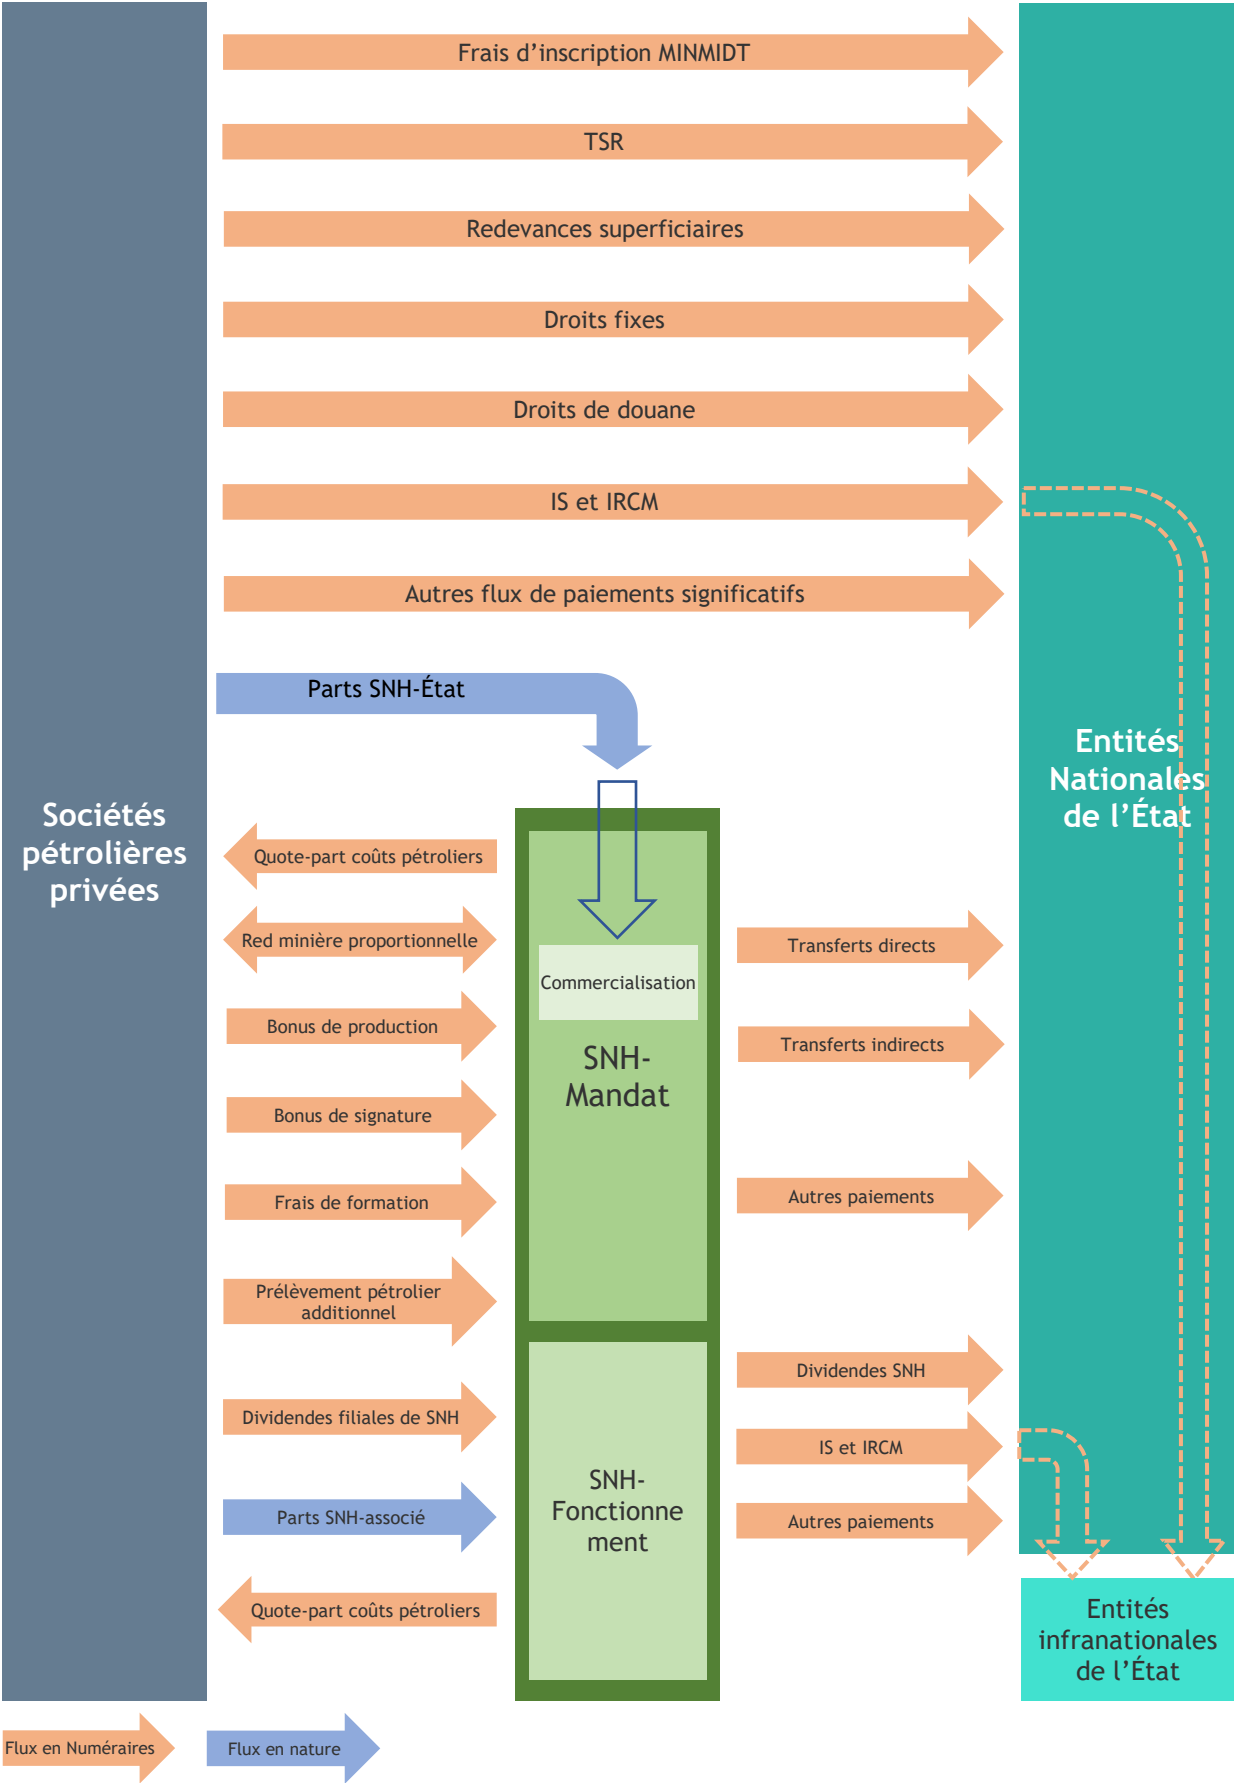 Frais d’inscription MINMIDT
TSR
Redevances superficiaires
Droits fixes
Droits de douane
IS et IRCM
Autres flux de paiements significatifs
Parts SNH-État
Sociétés
pétrolières
privées
Entités
Nationales
de l’État
Quote-part coûts pétroliers
Red minière proportionnelle
Bonus de production
Bonus de signature
Frais de formation
Prélèvement pétrolier
additionnel
Dividendes filiales de SNH
Parts SNH-associé
Quote-part coûts pétroliers
Commercialisation
SNH-
Mandat
SNH-
Fonctionne
ment
Transferts directs
Transferts indirects
Autres paiements
Dividendes SNH
IS et IRCM
Autres paiements
Entités
infranationales
de l’État
Flux en Numéraires
Flux en nature